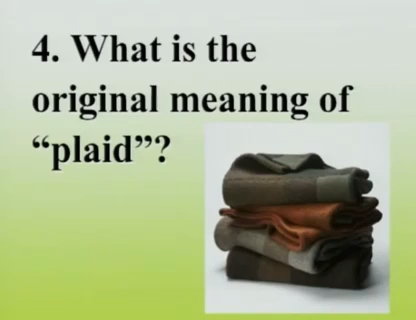 4. What is the
original meaning of
“plaid”?